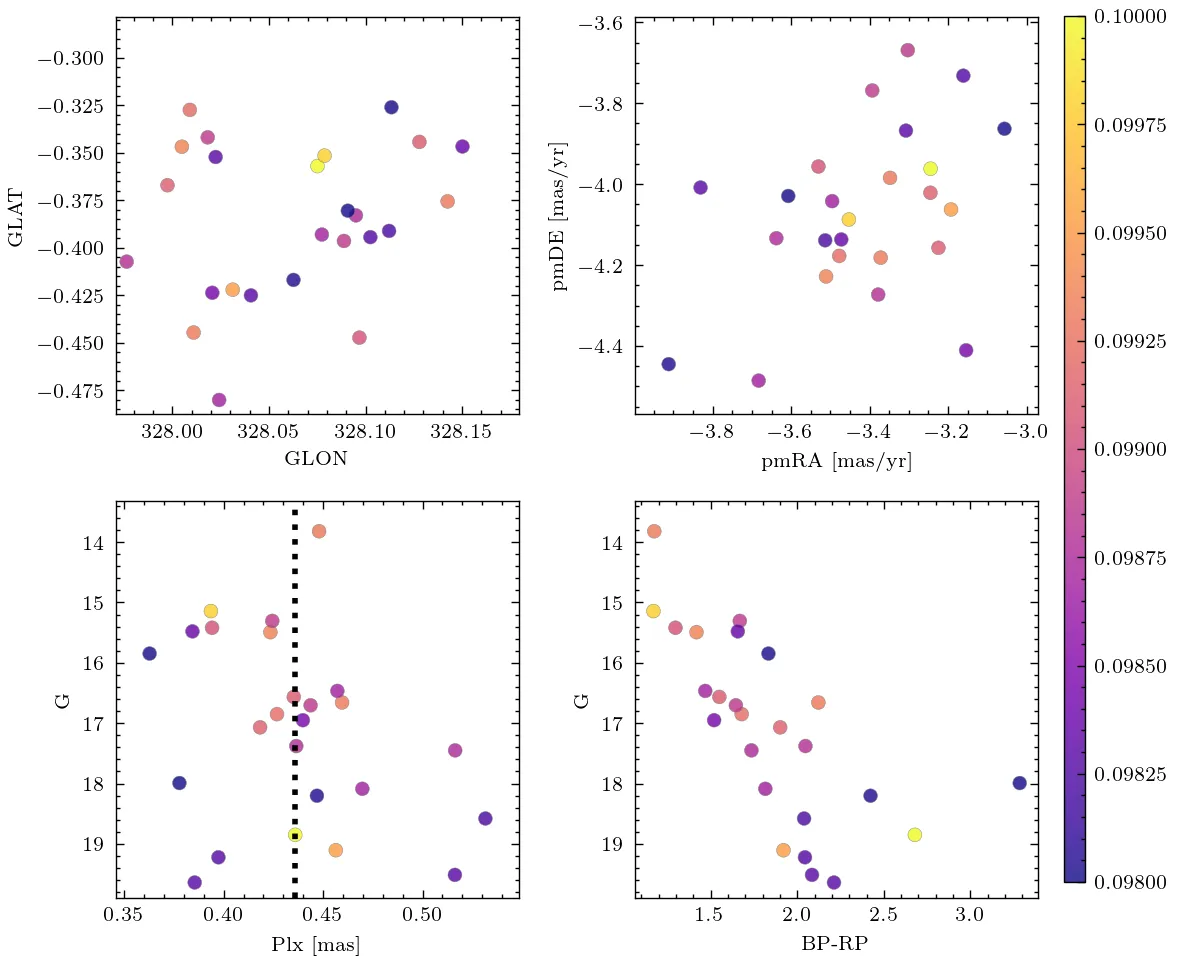 −0.300
−0.325
−0.350
−0.375
−0.400
−0.425
−0.450
−0.475
GLAT
328.00 328.05 328.10 328.15
GLON
−3.6
−3.8
−4.0
−4.2
−4.4
pmDE [mas/yr]
−3.8 −3.6 −3.4 −3.2 −3.0
pmRA [mas/yr]
14
15
16
17
18
19
G
0.35 0.40 0.45 0.50
Plx [mas]
14
15
16
17
18
19
G
1.5 2.0 2.5 3.0
BP-RP
0.10000
0.09975
0.09950
0.09925
0.09900
0.09875
0.09850
0.09825
0.09800